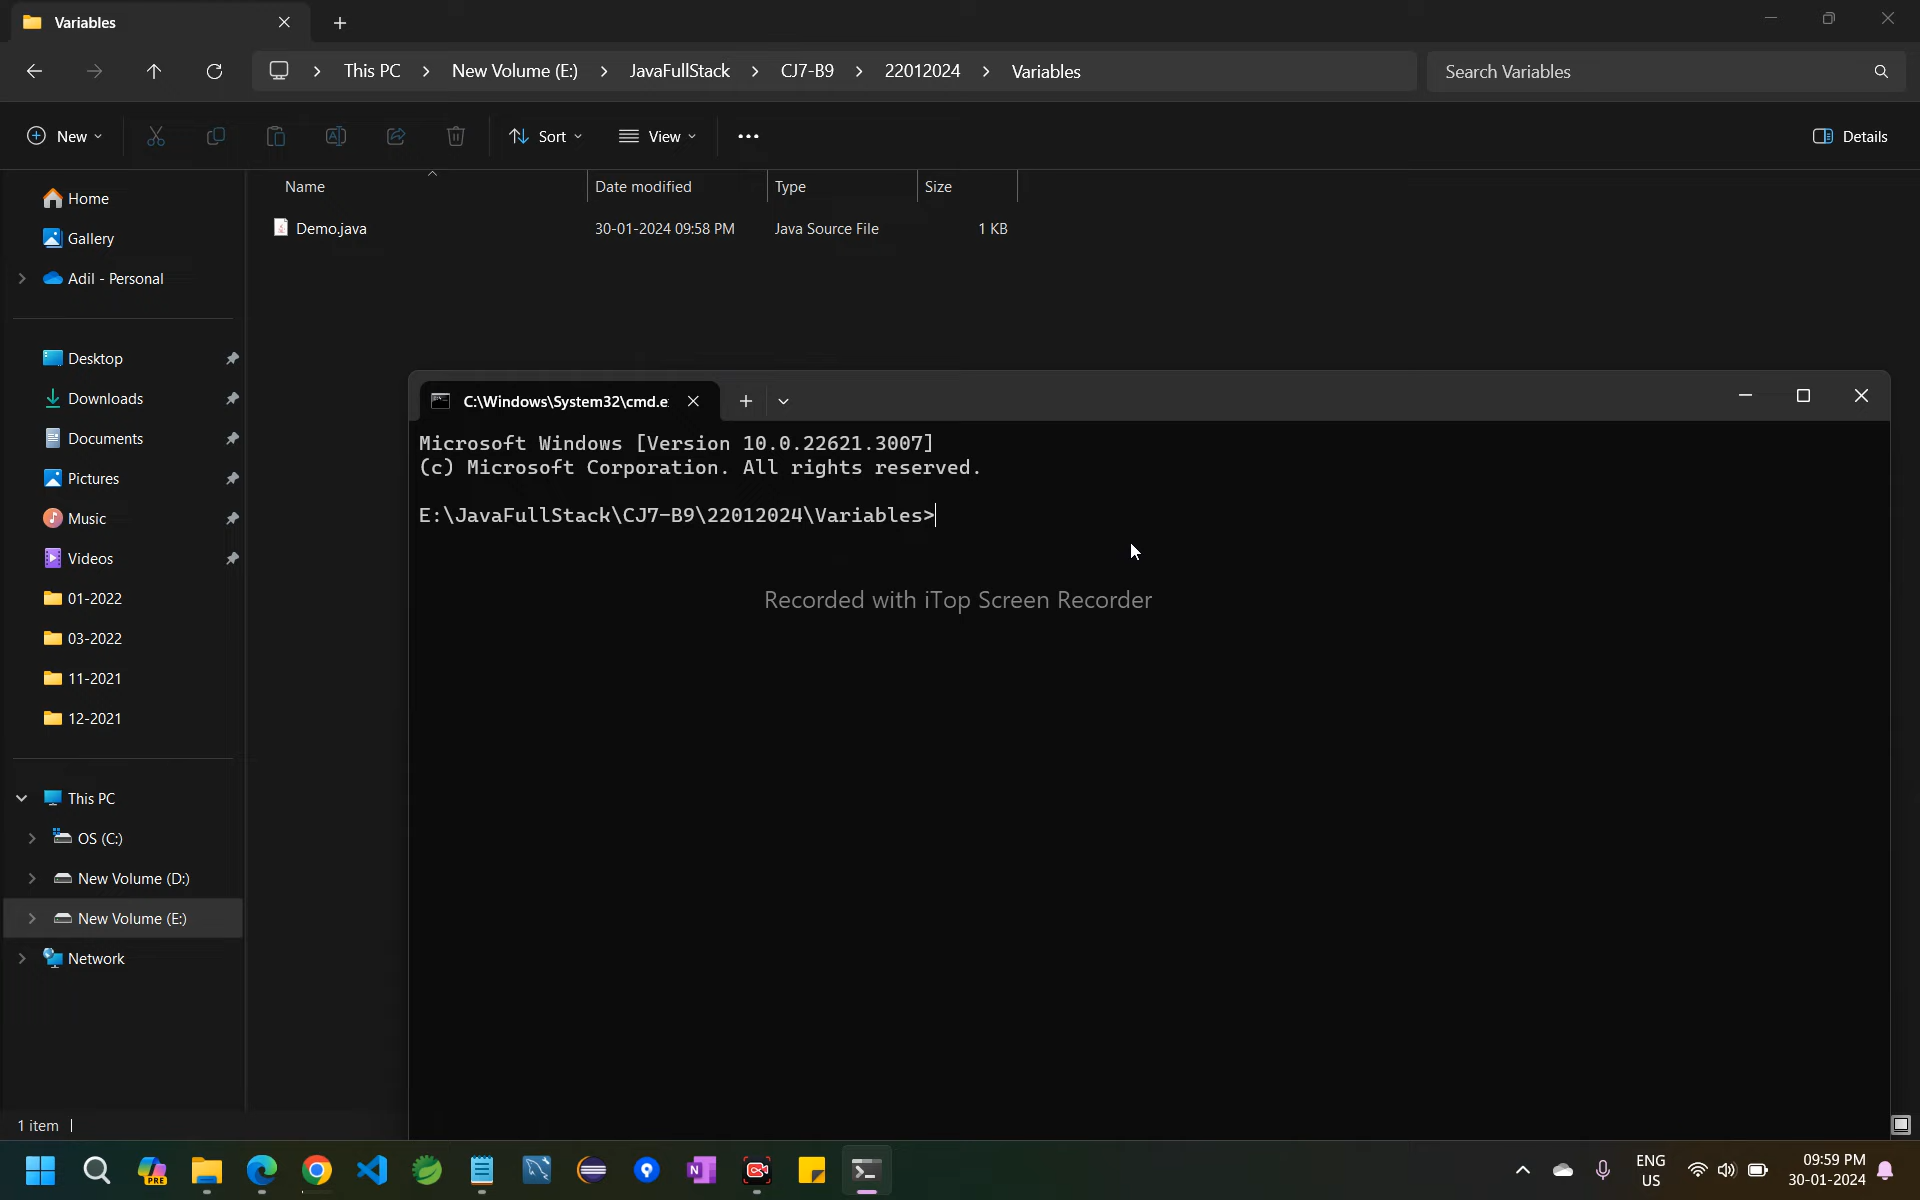 Variables
This PC > New Volume (E:) > JavaFullStack > CJ7-B9 > 22012024 > Variables
Search Variables
New
Sort
View
Details
Name
Date modified
Type
Size
Demo.java
30-01-2024 09:58 PM
Java Source File
1 KB
Home
Gallery
Adil - Personal
Desktop
Downloads
Documents
Pictures
Music
Videos
01-2022
03-2022
11-2021
12-2021
This PC
OS (C:)
New Volume (D:)
New Volume (E:)
Network
1 item
C:\Windows\System32\cmd.e
Microsoft Windows [Version 10.0.22621.3007]
(c) Microsoft Corporation. All rights reserved.
E:\JavaFullStack\CJ7-B9\22012024\Variables>
Recorded with iTop Screen Recorder
PRE
N
ENG
US
09:59 PM
30-01-2024